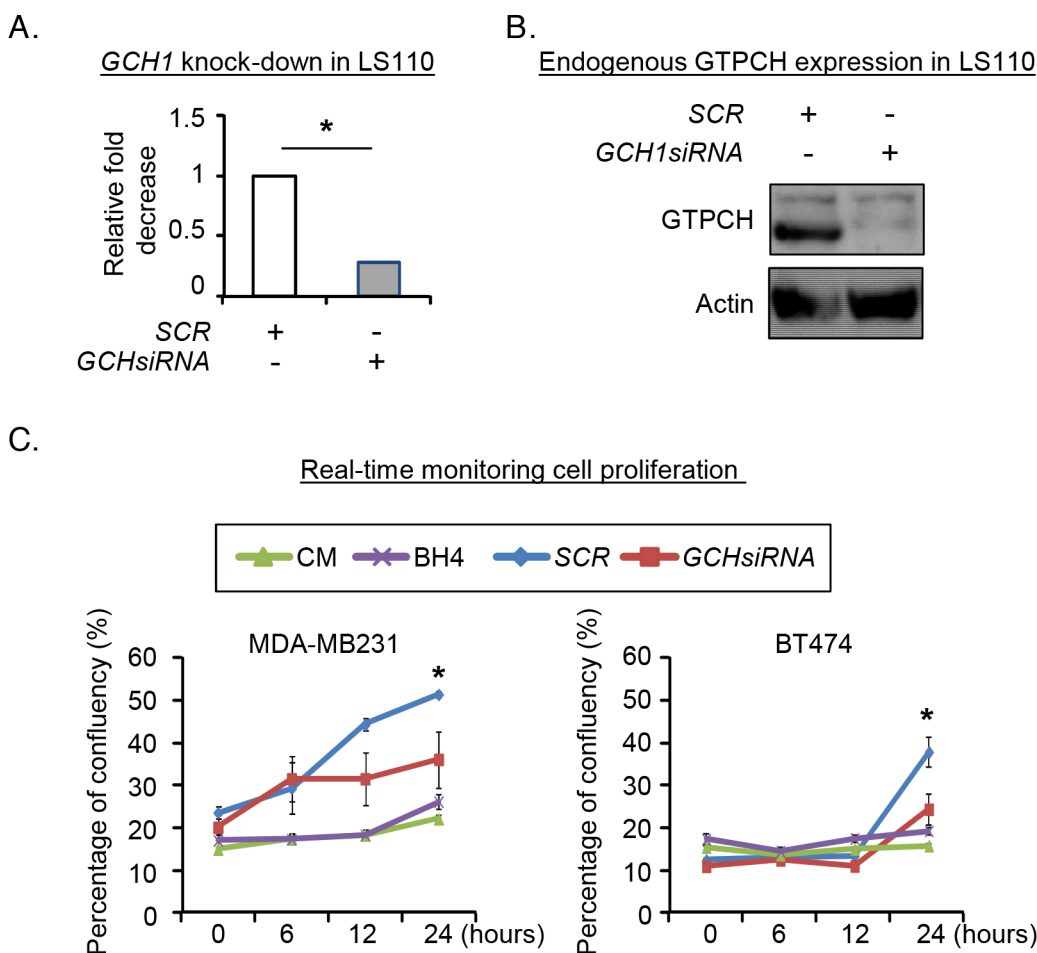 A.
GCH1 knock-down in LS110
Relative fold
decrease
1.5
1
0.5
0
*
SCR + -
GCHsiRNA - +
B.
Endogenous GTPCH expression in LS110
SCR + -
GCH1siRNA - +
GTPCH
Actin
C.
Real-time monitoring cell proliferation
CM BH4 SCR GCHsiRNA
MDA-MB231
Percentage of confluency (%)
60
50
40
30
20
10
0
*
0 6 12 24 (hours)
BT474
Percentage of confluency (%)
60
50
40
30
20
10
0
*
0 6 12 24 (hours)